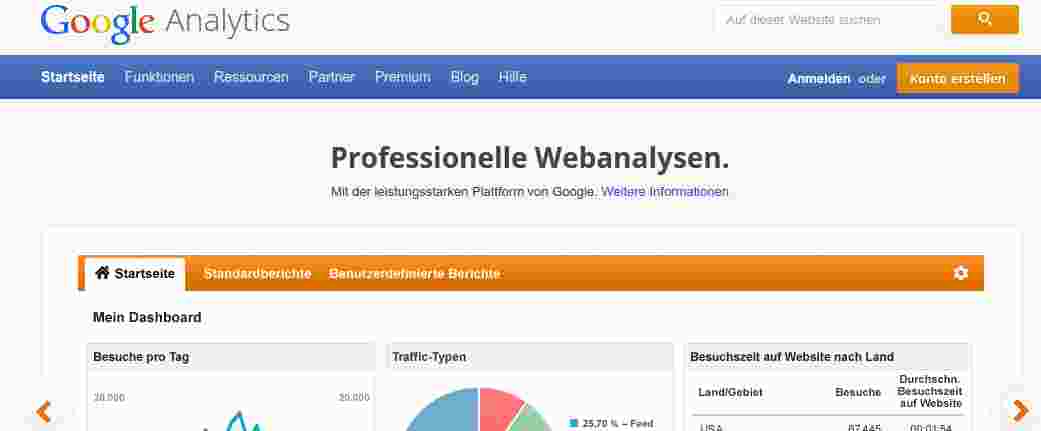 Google Analytics
Auf dieser Website suchen
Startseite Funktionen Ressourcen Partner Premium Blog Hilfe
Anmelden oder Konto erstellen
Professionelle Webanalysen.
Mit der leistungsstarken Plattform von Google. Weitere Informationen
Startseite Standardberichte Benutzerdefinierte Berichte
Mein Dashboard
Besuche pro Tag
Traffic-Typen
Besuchszeit auf Website nach Land
20.000
25,70 % – Feed
Land/Gebiet
Besuche
Durchschn.
Besuchszeit
auf Website
USA
67.445
00:01:54